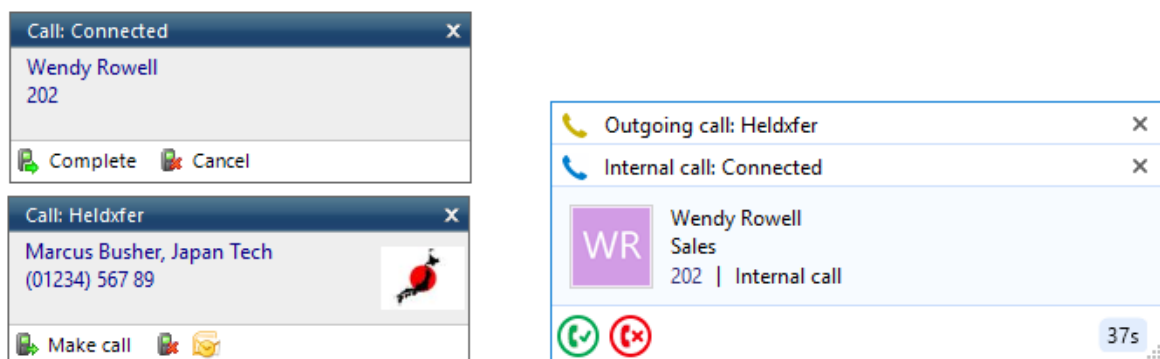 Call: Connected
Wendy Rowell
202
Complete Cancel
Call: Heldxfer
Marcus Busher, Japan Tech
(01234) 567 89
Make call
Outgoing call: Heldxfer
Internal call: Connected
WR
Wendy Rowell
Sales
202 | Internal call
37s